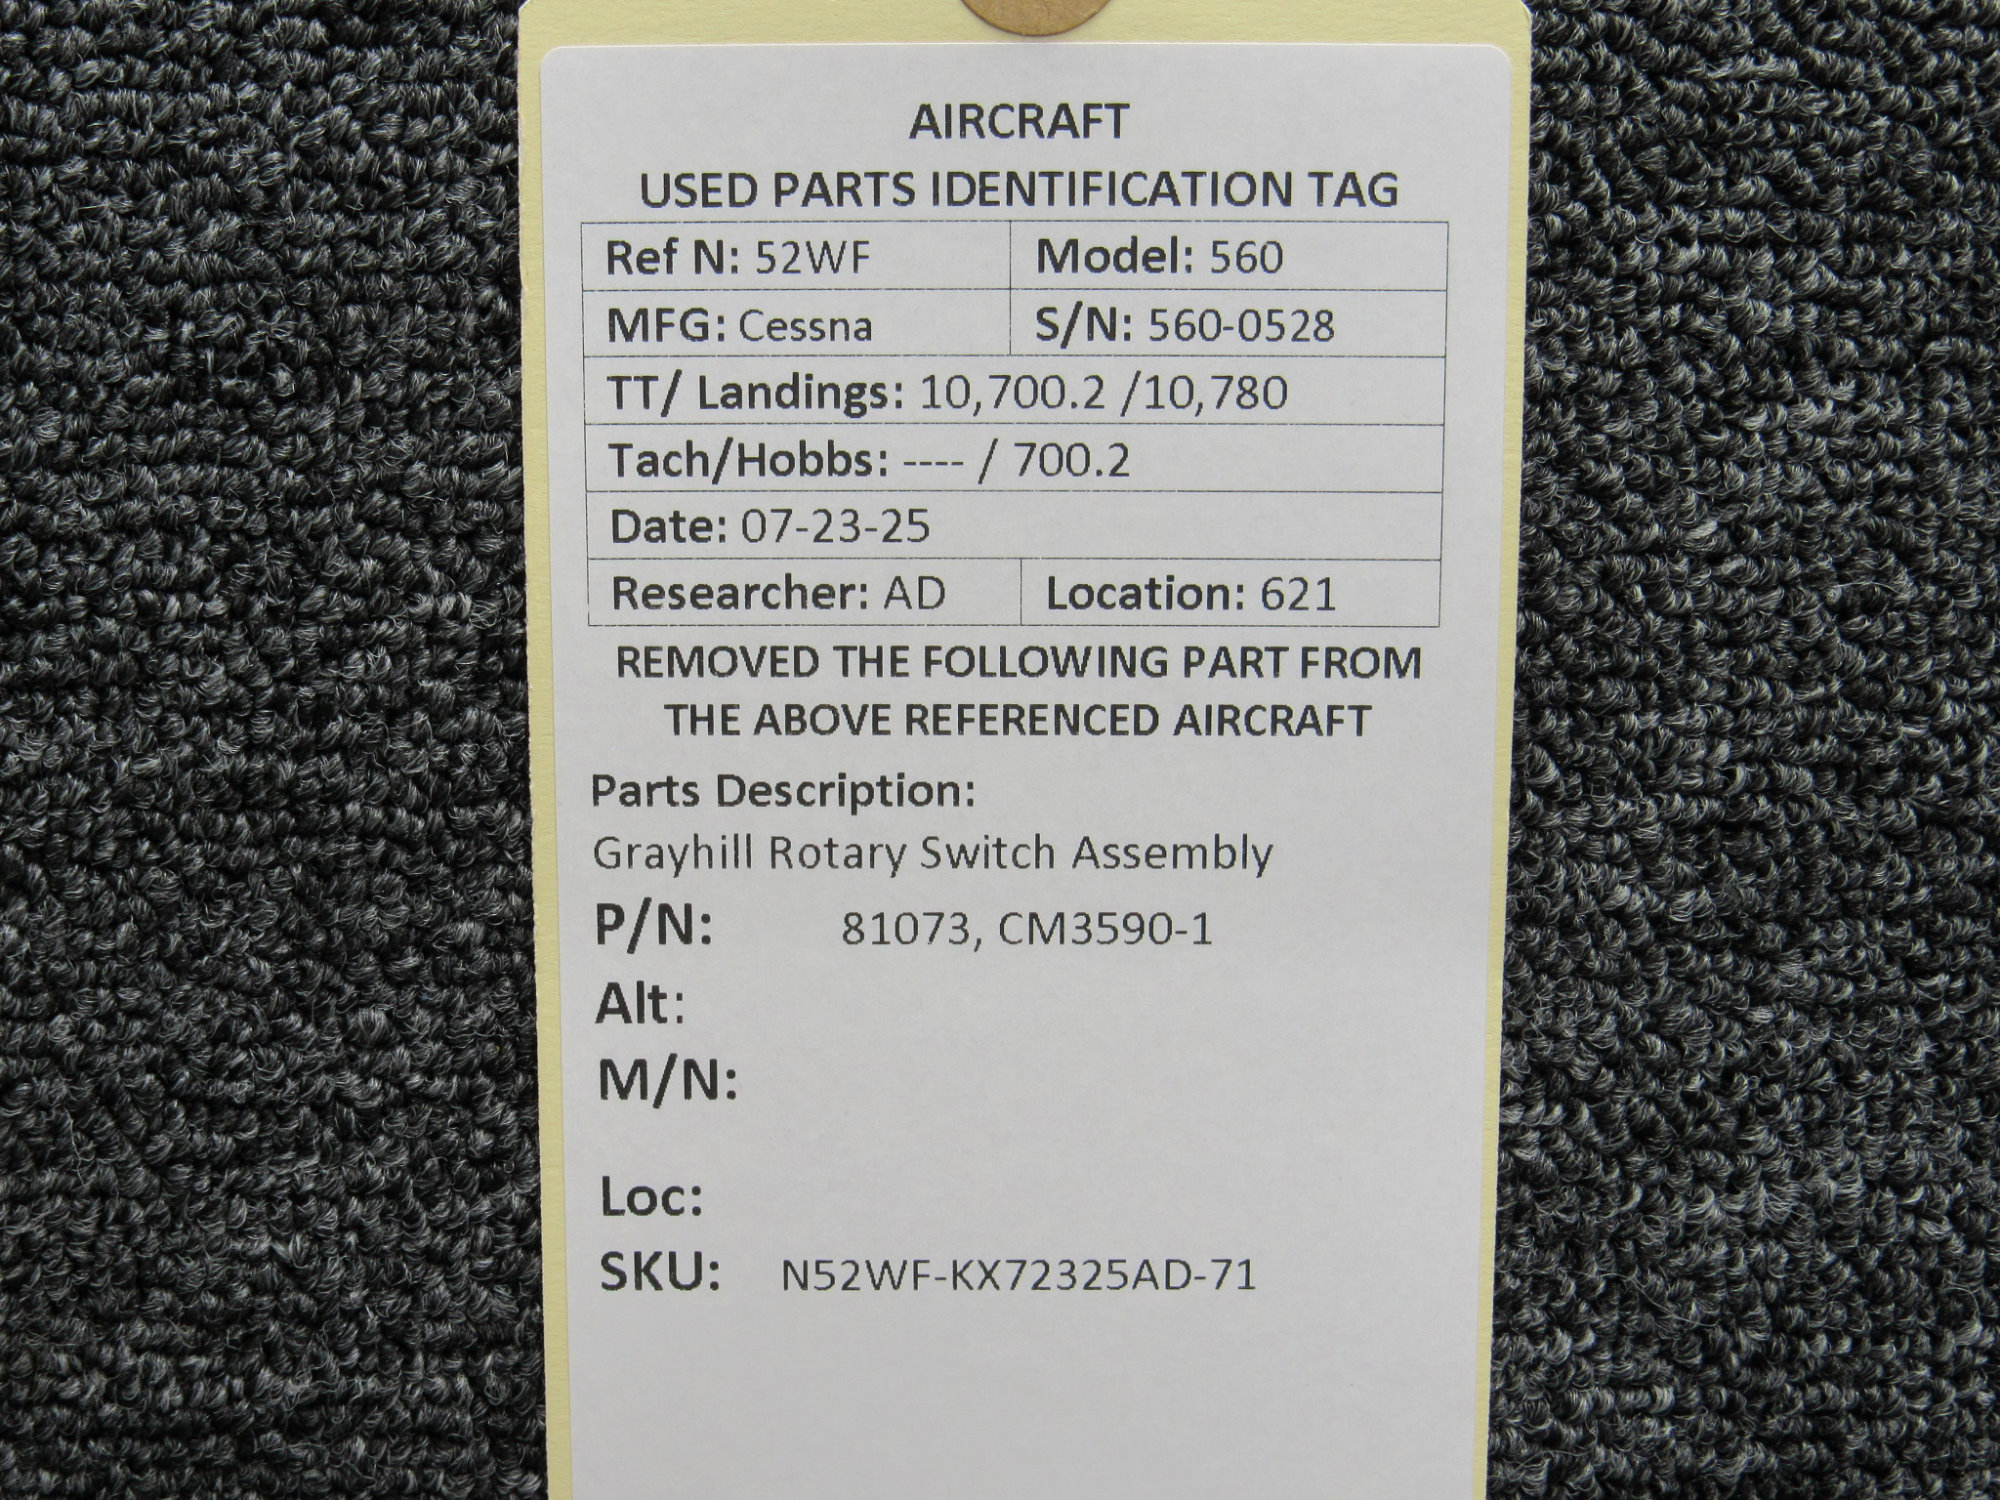 AIRCRAFT
USED PARTS IDENTIFICATION TAG
Ref N: 52WF Model: 560
MFG: Cessna S/N: 560-0528
TT/ Landings: 10,700.2 /10,780
Tach/Hobbs: ---- / 700.2
Date: 07-23-25
Researcher: AD Location: 621
REMOVED THE FOLLOWING PART FROM
THE ABOVE REFERENCED AIRCRAFT
Parts Description:
Grayhill Rotary Switch Assembly
P/N: 81073, CM3590-1
Alt:
M/N:
Loc:
SKU: N52WF-KX72325AD-71